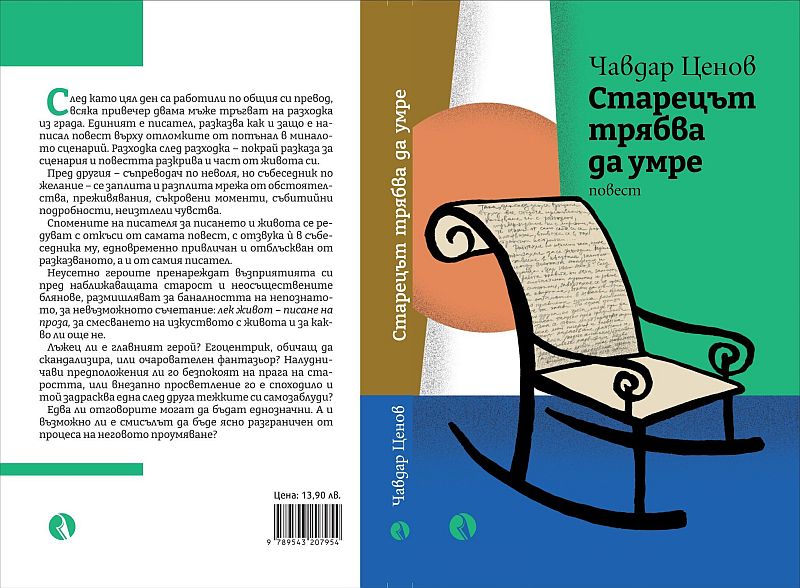 След като цял ден са работили по общия си превод,
всяка привечер двама мъже тръгват на разходка
из града. Единият е писател, разказва как и защо е на-
писал повест върху отломките от потънал в минало-
то сценарий. Разходка след разходка – покрай разказа за
сценария и повестта разкрива и част от живота си.
Пред другия – съпреводач по неволя, но събеседник по
желание – се заплита и разплита мрежа от обстоятел-
ства, преживявания, съкровени моменти, събитийни
подробности, неизтлели чувства.
Спомените на писателя за писането и живота се ре-
дуват с откъси от самата повест, с отзвука ѝ в събе-
седника му, едновременно привличан и отблъскван от
разказваното, а и от самия писател.
Неусетно героите пренареждат възприятията си
пред наближаващата старост и неосъществените
блянове, размишляват за баналността на непознато-
то, за невъзможното съчетание: лек живот – писане на
проза, за смесването на изкуството с живота и за как-
во ли още не.
Лъжец ли е главният герой? Егоцентрик, обичащ да
скандализира, или очарователен фантазьор? Налудни-
чави предположения ли го безпокоят на прага на ста-
ростта, или внезапно просветление го е споходило и
той задрасква една след друга тежките си самозаблуди?
Едва ли отговорите могат да бъдат еднозначни. А и
възможно ли е смисълът да бъде ясно разграничен от
процеса на неговото проумяване?
Цена: 13,90 лв.
9 789543 207954
Старецът трябва да умре
Чавдар Ценов
Чавдар Ценов
Старецът
трябва
да умре
повест